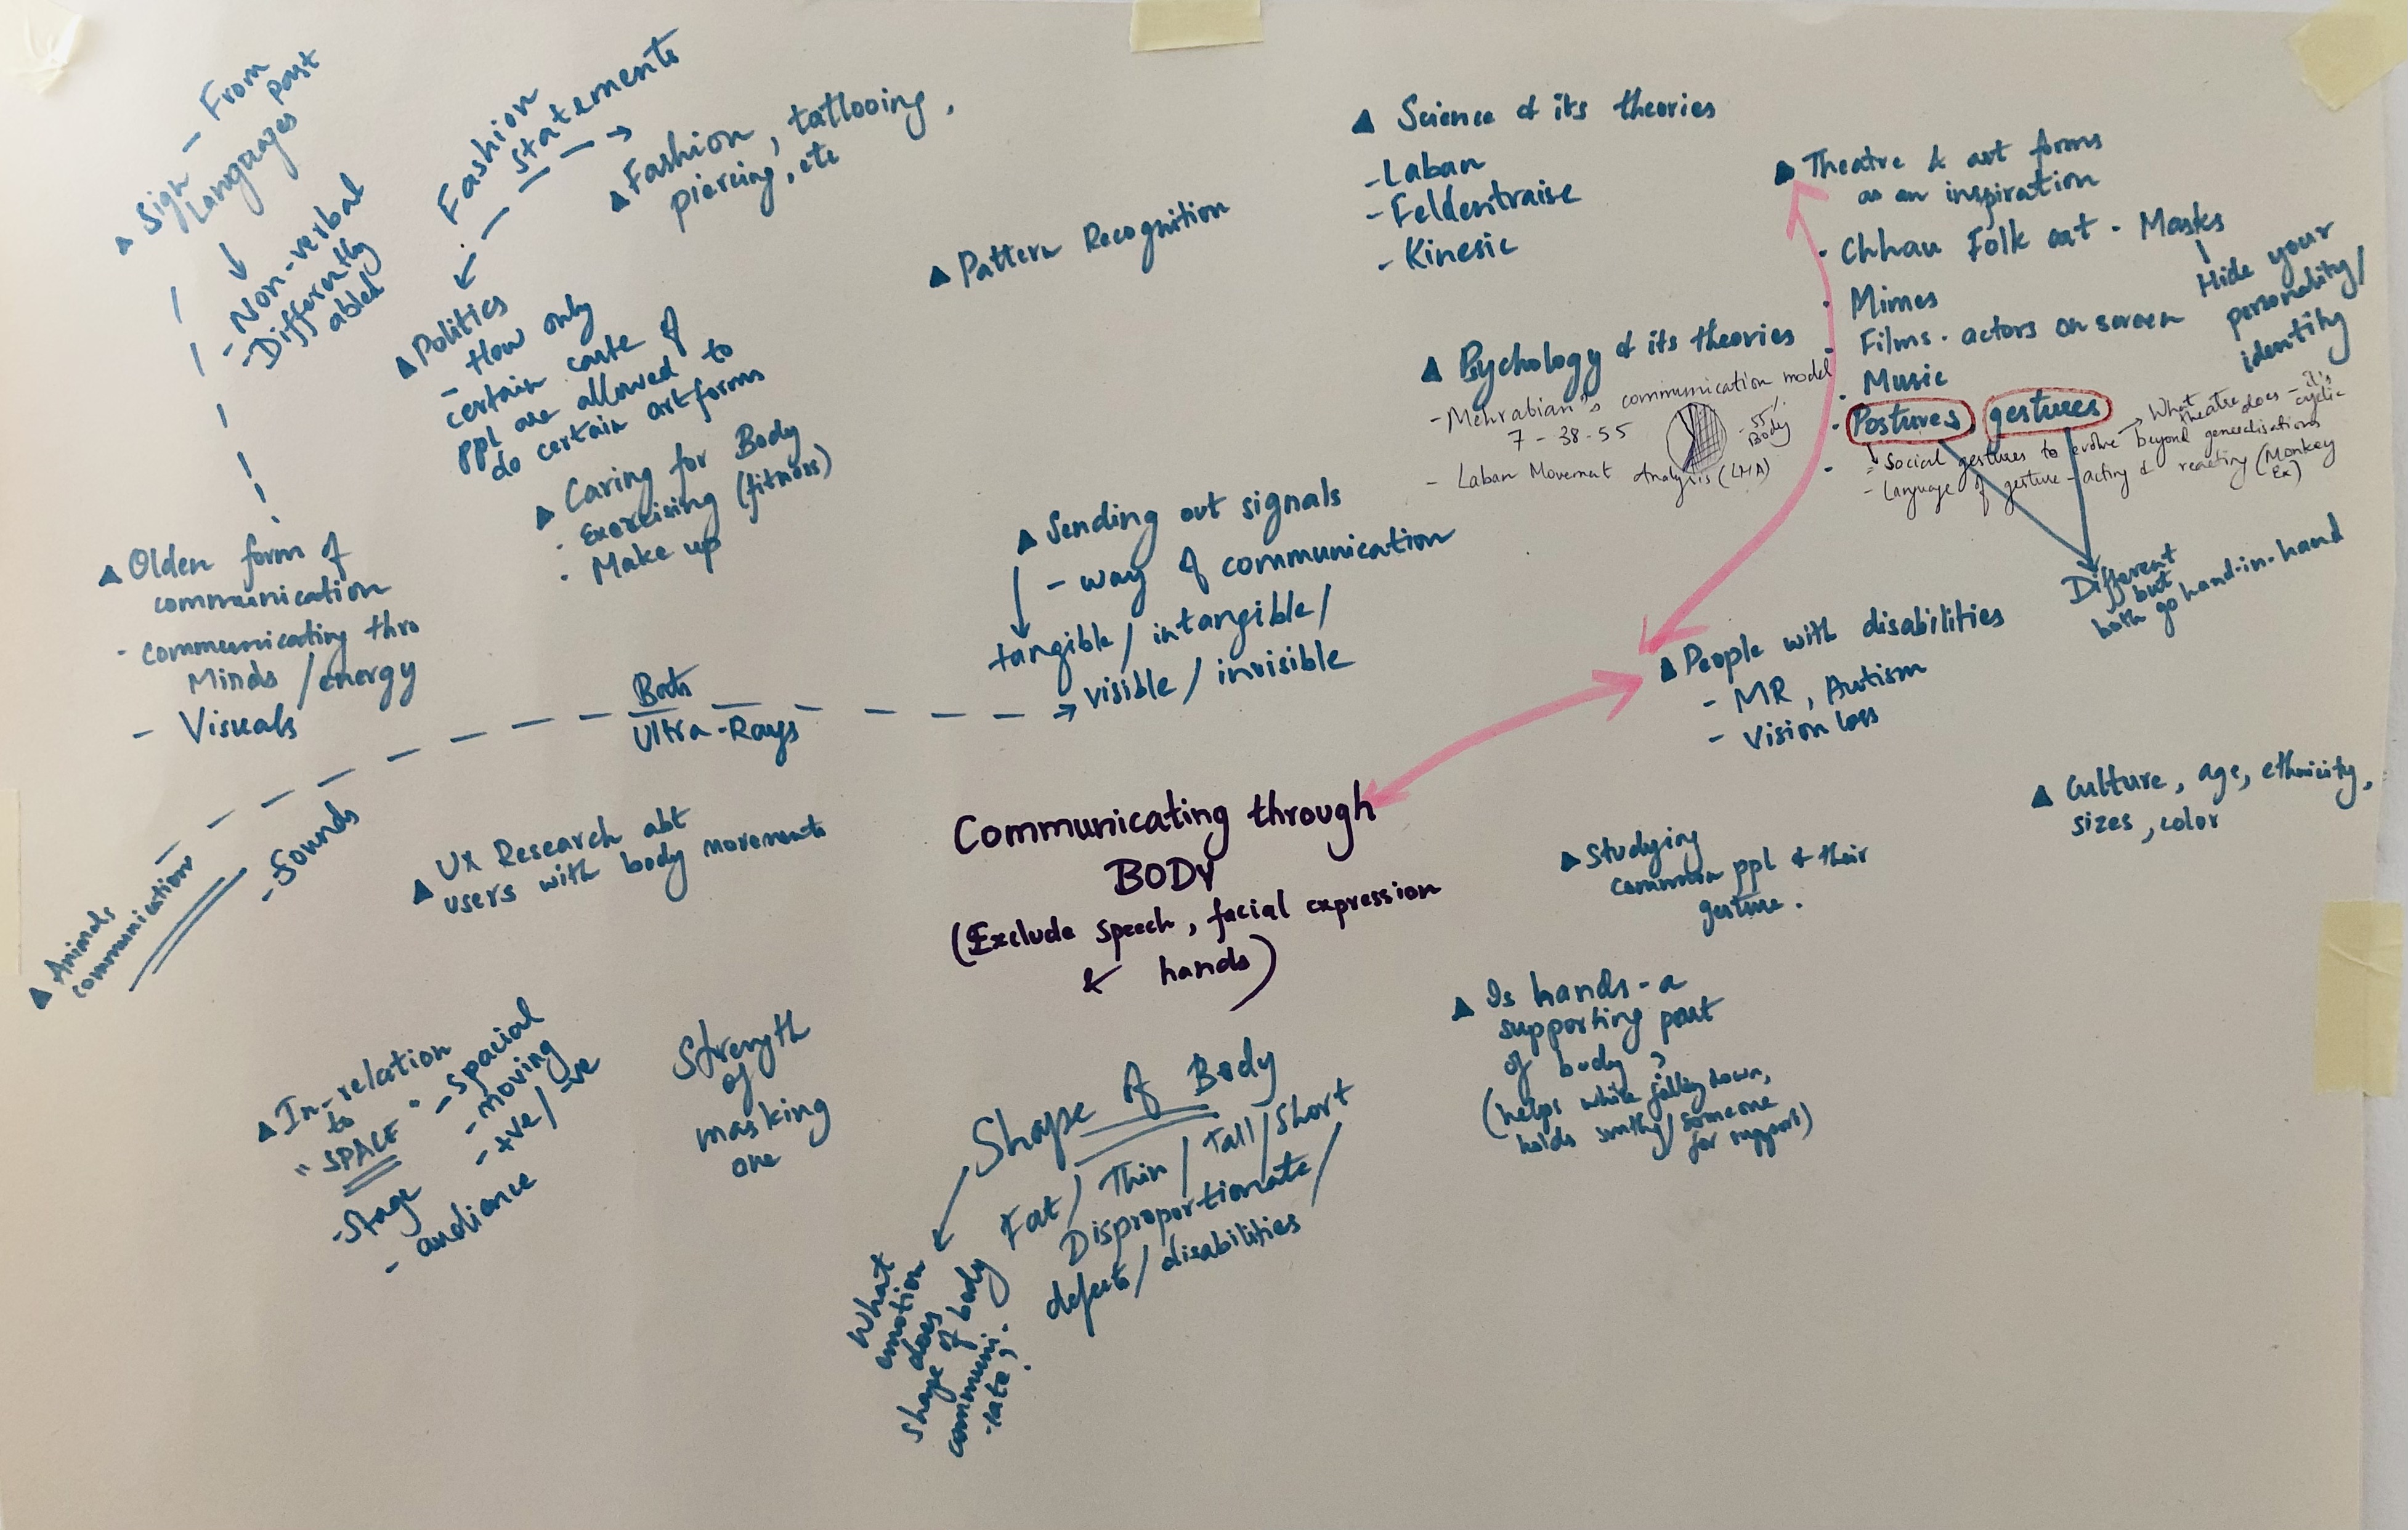 ▲ Sign - From
Languages past
- Non-verbal
- Differently
abled
Fashion
statements
▲ Fashion, tattooing,
piercing, etc
▲ Politics
- How only
certain caste of
ppl are allowed to
do certain artforms
▲ Caring for Body
· Exercising (fitness)
· Make up
▲ Pattern Recognition
▲ Science & its theories
- Laban
- Feldentraise
- Kinesic
▲ Psychology & its theories
- Mehrabian's communication model
7 - 38 - 55
- 55%
Body
- Laban Movement Analysis (LMA)
▲ Theatre & art forms
as an inspiration
· Chhau Folk art · Masks
Hide your
personality/
identity
· Mimes
· Films · actors on screen
· Music
· Postures, gestures
What theatre does - it's cyclic
- Social gestures to evolve beyond generalisations
- Language of gesture - acting & reacting (Monkey
Ex)
Different
but
both go hand-in-hand
▲ Olden form of
communication
· communicating thro
Minds / energy
- Visuals
▲ Sending out signals
- way of communication
tangible / intangible /
visible / invisible
Bats
Ultra-Rays
▲ People with disabilities
- MR, Autism
- Vision loss
▲ Animals
communication
- Sounds
▲ UX Research abt
users with body movements
Communicating through
BODY
(Exclude speech, facial expression
& hands)
▲ Studying
common ppl & their
gesture.
▲ Culture, age, ethnicity,
sizes, color
▲ In-relation
to
"SPACE"
- spacial
- moving
- +ve/-ve
- Stage
- audience
Strength
of
masking
one
Shape of Body
Fat / Thin / Tall / Short
Disproportionate /
defects / disabilities
What
emotion
does
shape of body
communi-
-cate?
▲ Is hands - a
supporting part
of body ?
(helps while falling down,
holds smthg / someone
for support)